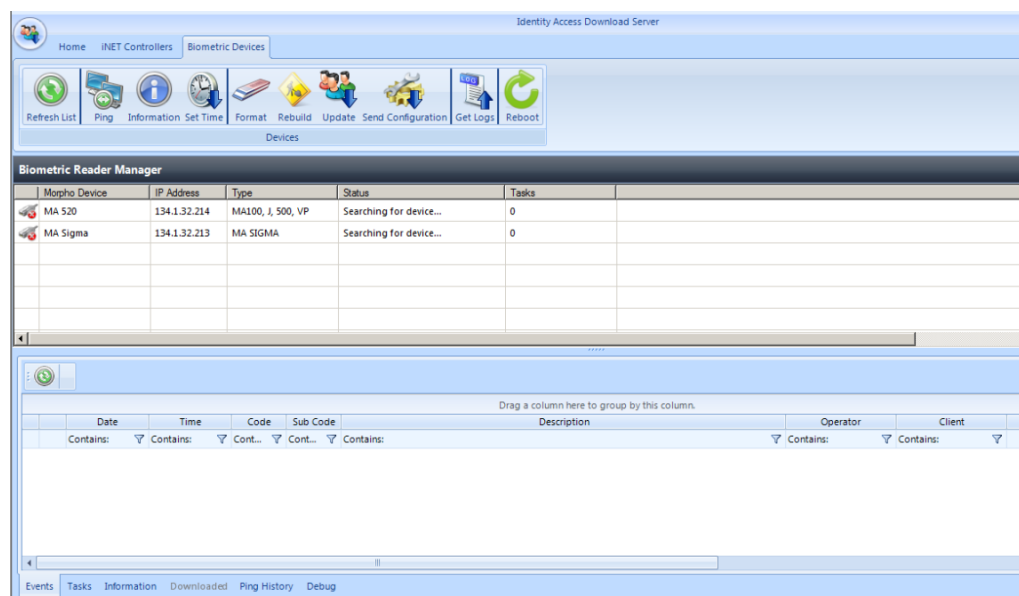 Identity Access Download Server
Home iNET Controllers Biometric Devices
Refresh List Ping Information Set Time Format Rebuild Update Send Configuration Get Logs Reboot
LOG
Devices
Biometric Reader Manager
Morpho Device IP Address Type Status Tasks
MA 520 134.1.32.214 MA100, J, 500, VP Searching for device... 0
MA Sigma 134.1.32.213 MA SIGMA Searching for device... 0
Drag a column here to group by this column.
Date Time Code Sub Code Description Operator Client
Contains: Contains: Cont... Cont... Contains: Contains: Contains:
Events Tasks Information Downloaded Ping History Debug